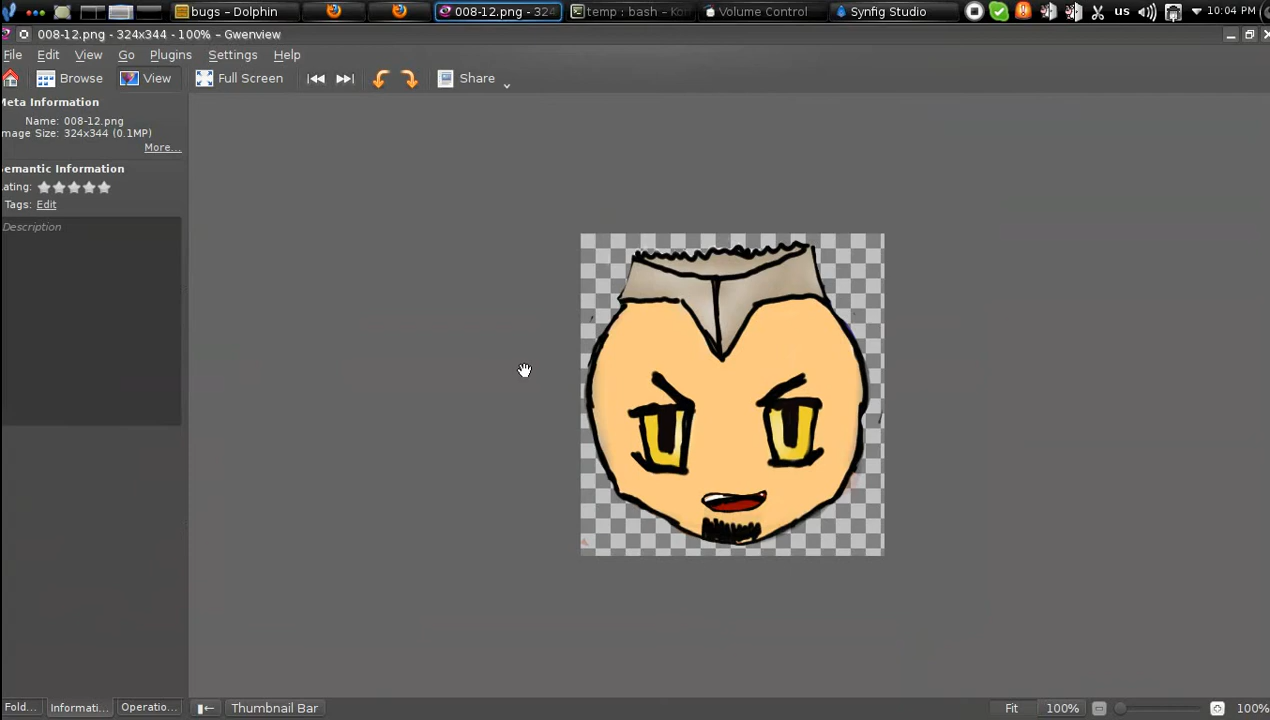 bugs – Dolphin 008-12.png - 324 temp : bash – Kon Volume Control Synfig Studio us 10:04 PM
008-12.png - 324x344 - 100% – Gwenview
File Edit View Go Plugins Settings Help
Browse View Full Screen Share
Meta Information
Name: 008-12.png
mage Size: 324x344 (0.1MP)
More...
emantic Information
ating:
Tags: Edit
Description
Fold... Informati... Operatio... Thumbnail Bar Fit 100% 100%